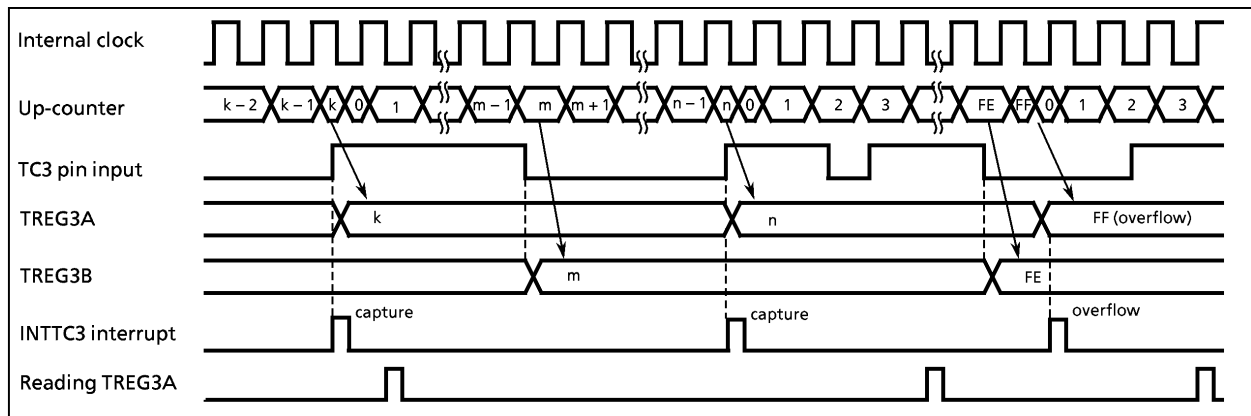 Internal clock
Up-counter
k – 2 k – 1 k 0 1 m – 1 m m + 1 n – 1 n 0 1 2 3 FE FF 0 1 2 3
TC3 pin input
TREG3A
k n FF (overflow)
TREG3B
m FE
INTTC3 interrupt
capture capture overflow
Reading TREG3A